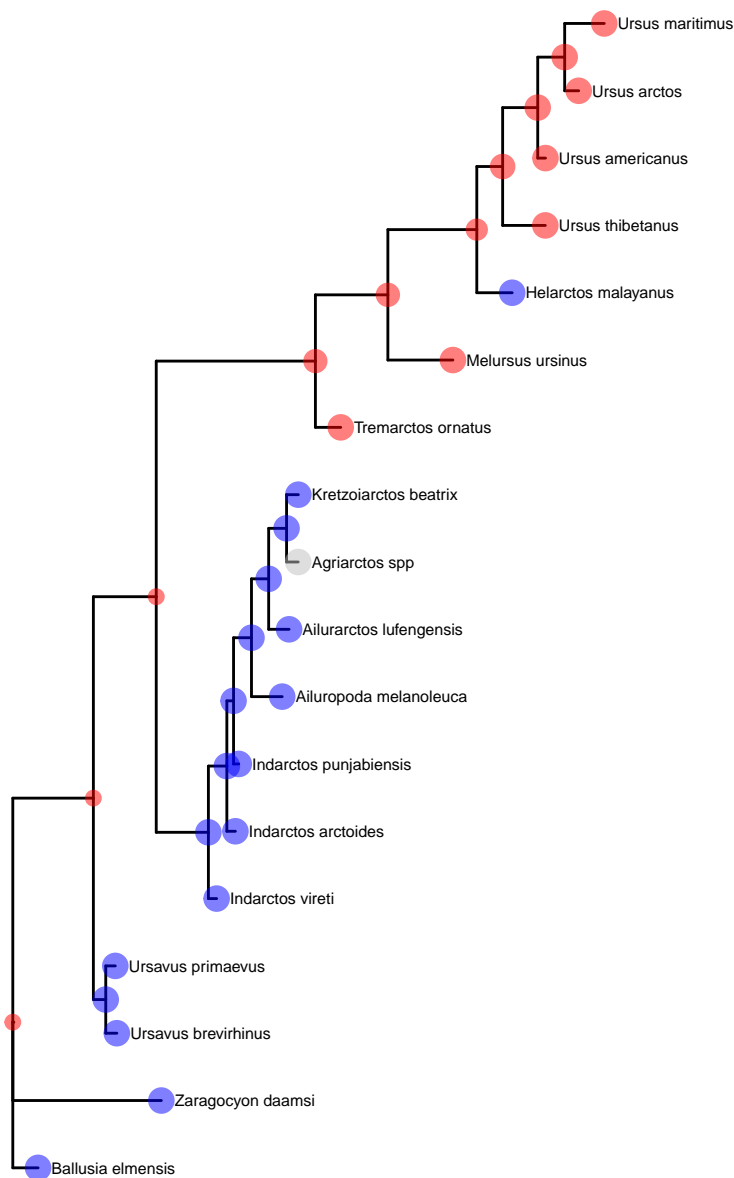 Ursus maritimus
Ursus arctos
Ursus americanus
Ursus thibetanus
Helarctos malayanus
Melursus ursinus
Tremarctos ornatus
Kretzoiarctos beatrix
Agriarctos spp
Ailurarctos lufengensis
Ailuropoda melanoleuca
Indarctos punjabiensis
Indarctos arctoides
Indarctos vireti
Ursavus primaevus
Ursavus brevirhinus
Zaragocyon daamsi
Ballusia elmensis